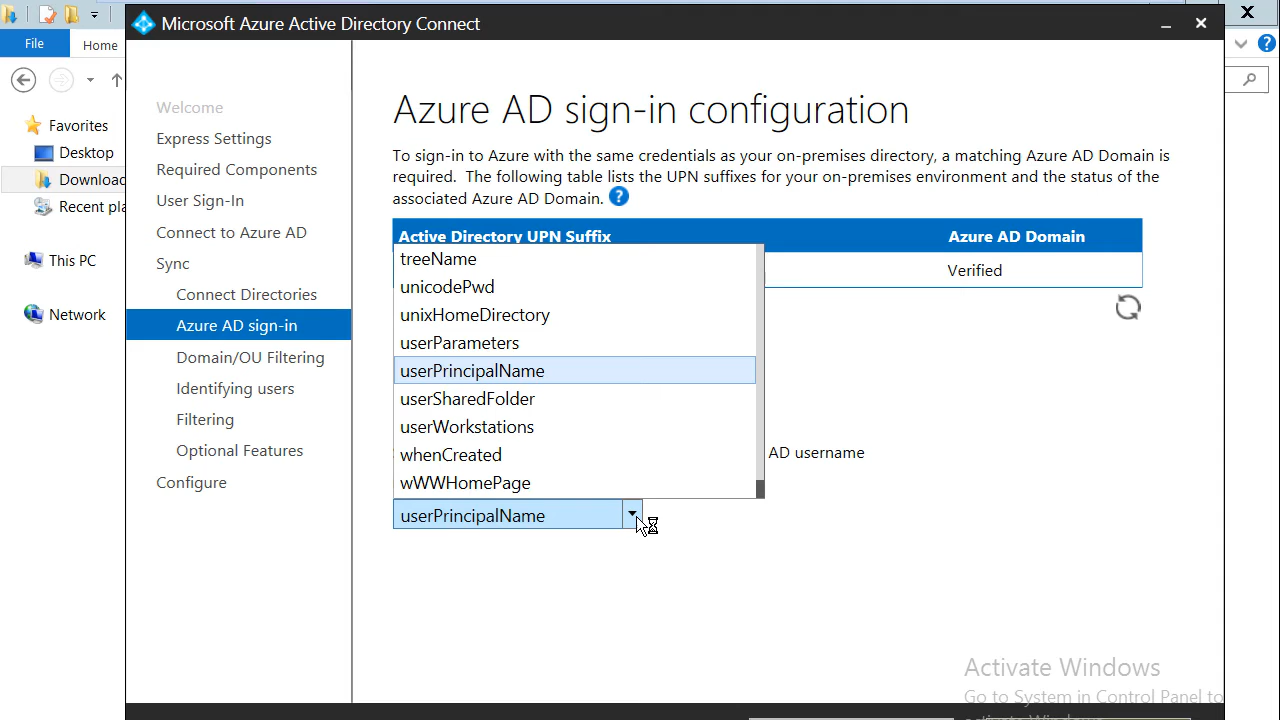 Microsoft Azure Active Directory Connect
File
Home
Favorites
Desktop
Downloac
Recent pla
This PC
Network
Welcome
Express Settings
Required Components
User Sign-In
Connect to Azure AD
Sync
Connect Directories
Azure AD sign-in
Domain/OU Filtering
Identifying users
Filtering
Optional Features
Configure
Azure AD sign-in configuration
To sign-in to Azure with the same credentials as your on-premises directory, a matching Azure AD Domain is
required. The following table lists the UPN suffixes for your on-premises environment and the status of the
associated Azure AD Domain. ?
Active Directory UPN Suffix
Azure AD Domain
Verified
treeName
unicodePwd
unixHomeDirectory
userParameters
userPrincipalName
userSharedFolder
userWorkstations
whenCreated
wWWHomePage
AD username
userPrincipalName
Activate Windows
Go to System in Control Panel to
activate Windows